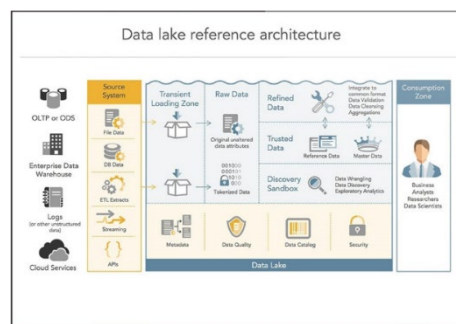 Data lake reference architecture
OLTP or ODS
Enterprise Data
Warehouse
Logs
(or other unstructured
data)
Cloud Services
Source
System
File Data
DB Data
ETL Extracts
Streaming
APIs
Transient
Loading Zone
Raw Data
Original unaltered
data attributes
Tokenized Data
Refined
Data
Integrate to
common format
Data Validation
Data Cleansing
Aggregations
Trusted
Data
Reference Data
Master Data
Discovery
Sandbox
Data Wrangling
Data Discovery
Exploratory Analytics
Metadata
Data Quality
Data Catalog
Security
Data Lake
Consumption
Zone
Business
Analysts
Researchers
Data Scientists